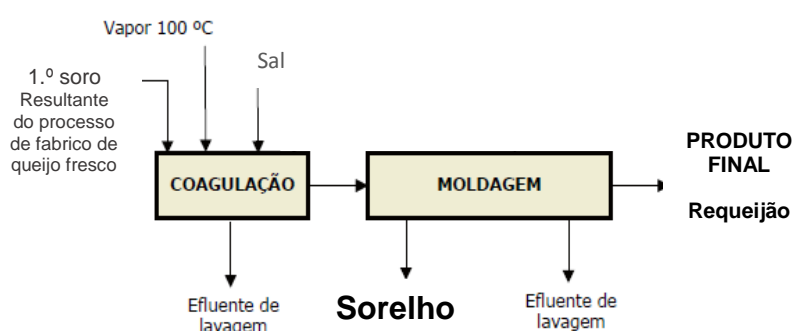 Vapor 100 ºC
Sal
1.º soro
Resultante
do processo
de fabrico de
queijo fresco
COAGULAÇÃO
MOLDAGEM
PRODUTO
FINAL
Requeijão
Efluente de
lavagem
Sorelho
Efluente de
lavagem